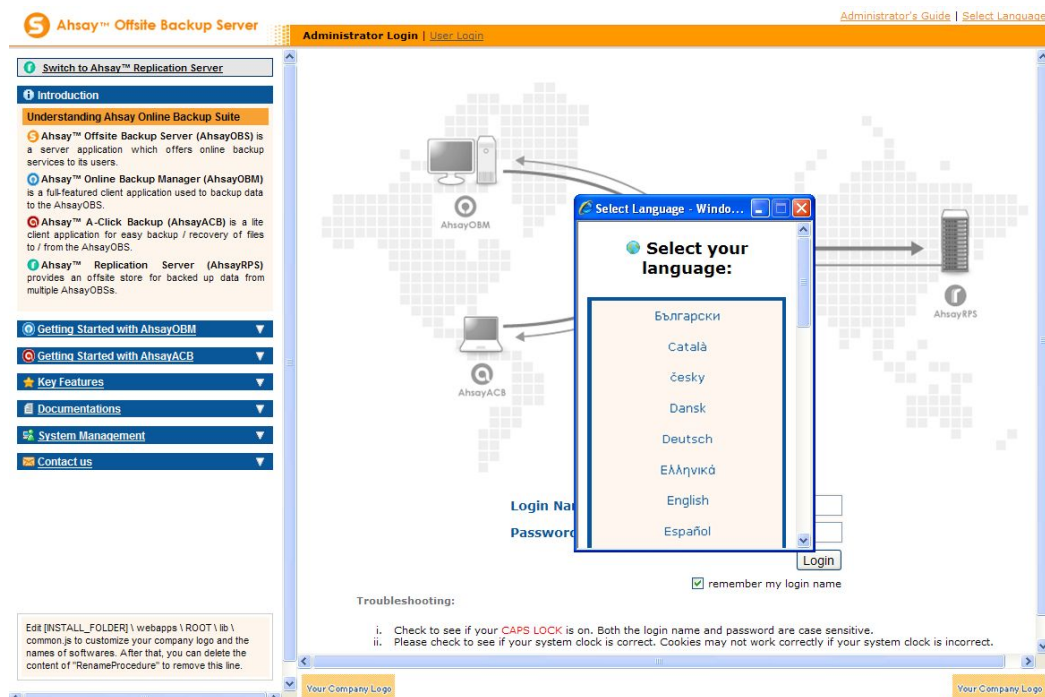 Ahsay™ Offsite Backup Server
Administrator's Guide | Select Language
Administrator Login | User Login
Switch to Ahsay™ Replication Server
Introduction
Understanding Ahsay Online Backup Suite
Ahsay™ Offsite Backup Server (AhsayOBS) is
a server application which offers online backup
services to its users.
Ahsay™ Online Backup Manager (AhsayOBM)
is a full-featured client application used to backup data
to the AhsayOBS.
Ahsay™ A-Click Backup (AhsayACB) is a lite
client application for easy backup / recovery of files
to / from the AhsayOBS.
Ahsay™ Replication Server (AhsayRPS)
provides an offsite store for backed up data from
multiple AhsayOBSs.
Getting Started with AhsayOBM
Getting Started with AhsayACB
Key Features
Documentations
System Management
Contact us
Edit [INSTALL_FOLDER] \ webapps \ ROOT \ lib \
common.js to customize your company logo and the
names of softwares. After that, you can delete the
content of "RenameProcedure" to remove this line.
AhsayOBM
AhsayACB
AhsayRPS
Select Language - Windo...
Select your
language:
Български
Català
česky
Dansk
Deutsch
Ελληνικά
English
Español
Login Na
Password
Login
remember my login name
Troubleshooting:
i. Check to see if your CAPS LOCK is on. Both the login name and password are case sensitive.
ii. Please check to see if your system clock is correct. Cookies may not work correctly if your system clock is incorrect.
Your Company Logo
Your Company Logo